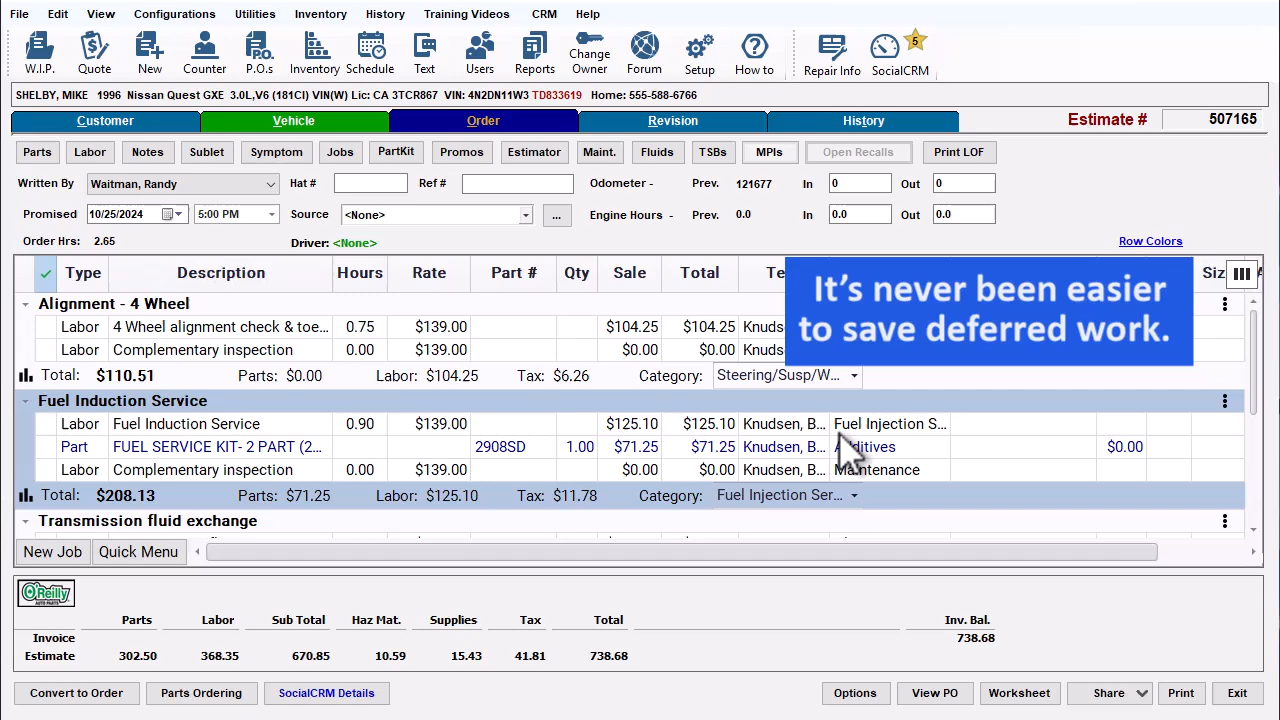 File Edit View Configurations Utilities Inventory History Training Videos CRM Help
W.I.P. Quote New Counter P.O.s Inventory Schedule Text Users Reports Change Owner Forum Setup How to Repair Info SocialCRM
P.O.
5
SHELBY, MIKE 1996 Nissan Quest GXE 3.0L,V6 (181CI) VIN(W) Lic: CA 3TCR867 VIN: 4N2DN11W3 TD833619 Home: 555-588-6766
Customer Vehicle Order Revision History Estimate # 507165
Parts Labor Notes Sublet Symptom Jobs PartKit Promos Estimator Maint. Fluids TSBs MPIs Open Recalls Print LOF
Written By Waitman, Randy Hat # Ref # Odometer - Prev. 121677 In 0 Out 0
Promised 10/25/2024 5:00 PM Source <None> ... Engine Hours - Prev. 0.0 In 0.0 Out 0.0
Order Hrs: 2.65 Driver: <None> Row Colors
Type Description Hours Rate Part # Qty Sale Total Te
It's never been easier
to save deferred work.
Alignment - 4 Wheel
Labor 4 Wheel alignment check & toe... 0.75 $139.00 $104.25 $104.25 Knuds
Labor Complementary inspection 0.00 $139.00 $0.00 $0.00 Knuds
Total: $110.51 Parts: $0.00 Labor: $104.25 Tax: $6.26 Category: Steering/Susp/W...
Fuel Induction Service
Labor Fuel Induction Service 0.90 $139.00 $125.10 $125.10 Knudsen, B... Fuel Injection S...
Part FUEL SERVICE KIT- 2 PART (2... 2908SD 1.00 $71.25 $71.25 Knudsen, B... Additives $0.00
Labor Complementary inspection 0.00 $139.00 $0.00 $0.00 Knudsen, B... Maintenance
Total: $208.13 Parts: $71.25 Labor: $125.10 Tax: $11.78 Category: Fuel Injection Ser...
Transmission fluid exchange
New Job Quick Menu
O'Reilly
AUTO PARTS
Parts Labor Sub Total Haz Mat. Supplies Tax Total Inv. Bal.
Invoice 738.68
Estimate 302.50 368.35 670.85 10.59 15.43 41.81 738.68
Convert to Order Parts Ordering SocialCRM Details Options View PO Worksheet Share Print Exit